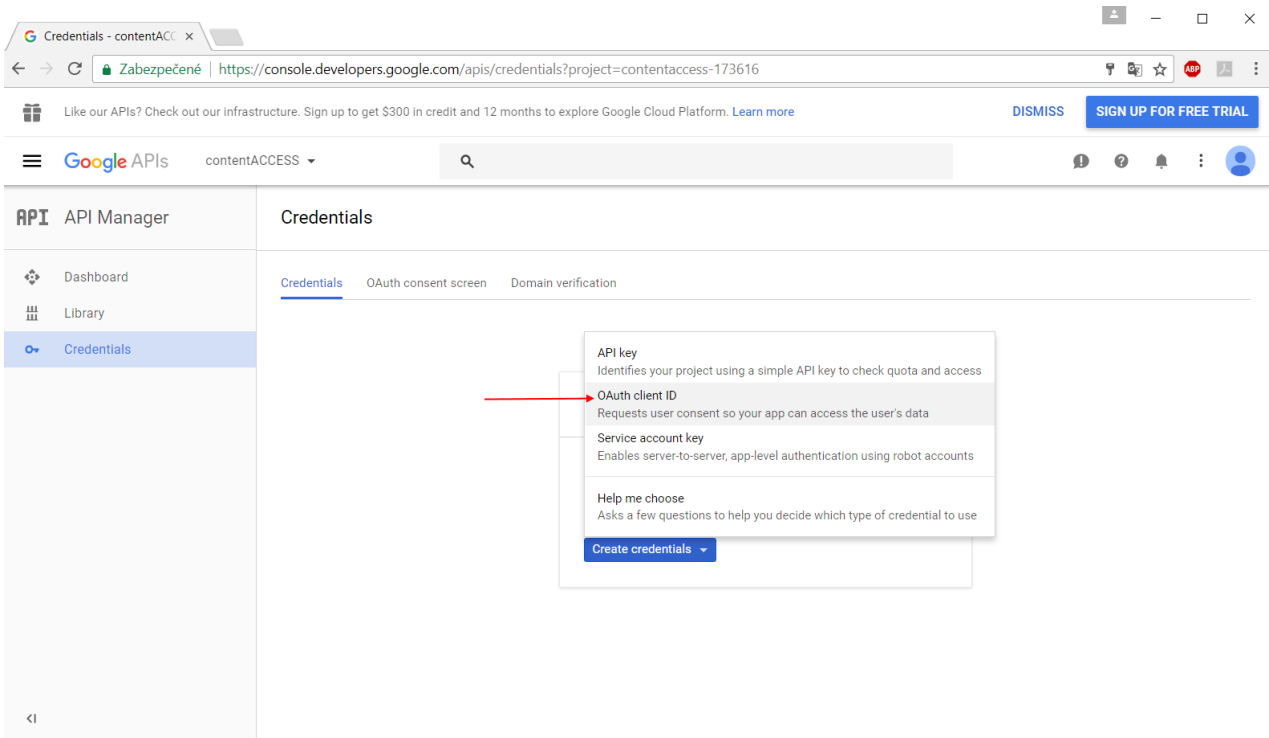 Credentials - contentACC
Zabezpečené https://console.developers.google.com/apis/credentials?project=contentaccess-173616
ABP
Like our APIs? Check out our infrastructure. Sign up to get $300 in credit and 12 months to explore Google Cloud Platform. Learn more DISMISS SIGN UP FOR FREE TRIAL
Google APIs contentACCESS
API API Manager Credentials
Dashboard
Library
Credentials
Credentials OAuth consent screen Domain verification
API key
Identifies your project using a simple API key to check quota and access
OAuth client ID
Requests user consent so your app can access the user's data
Service account key
Enables server-to-server, app-level authentication using robot accounts
Help me choose
Asks a few questions to help you decide which type of credential to use
Create credentials